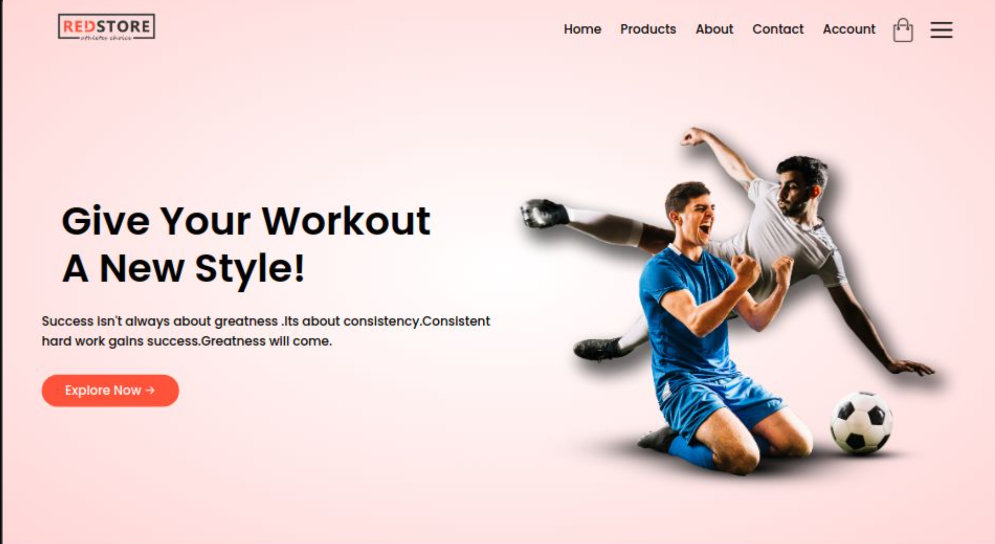 REDSTORE
athletes choice
Home Products About Contact Account
Give Your Workout
A New Style!
Success isn't always about greatness .Its about consistency.Consistent
hard work gains success.Greatness will come.
Explore Now →